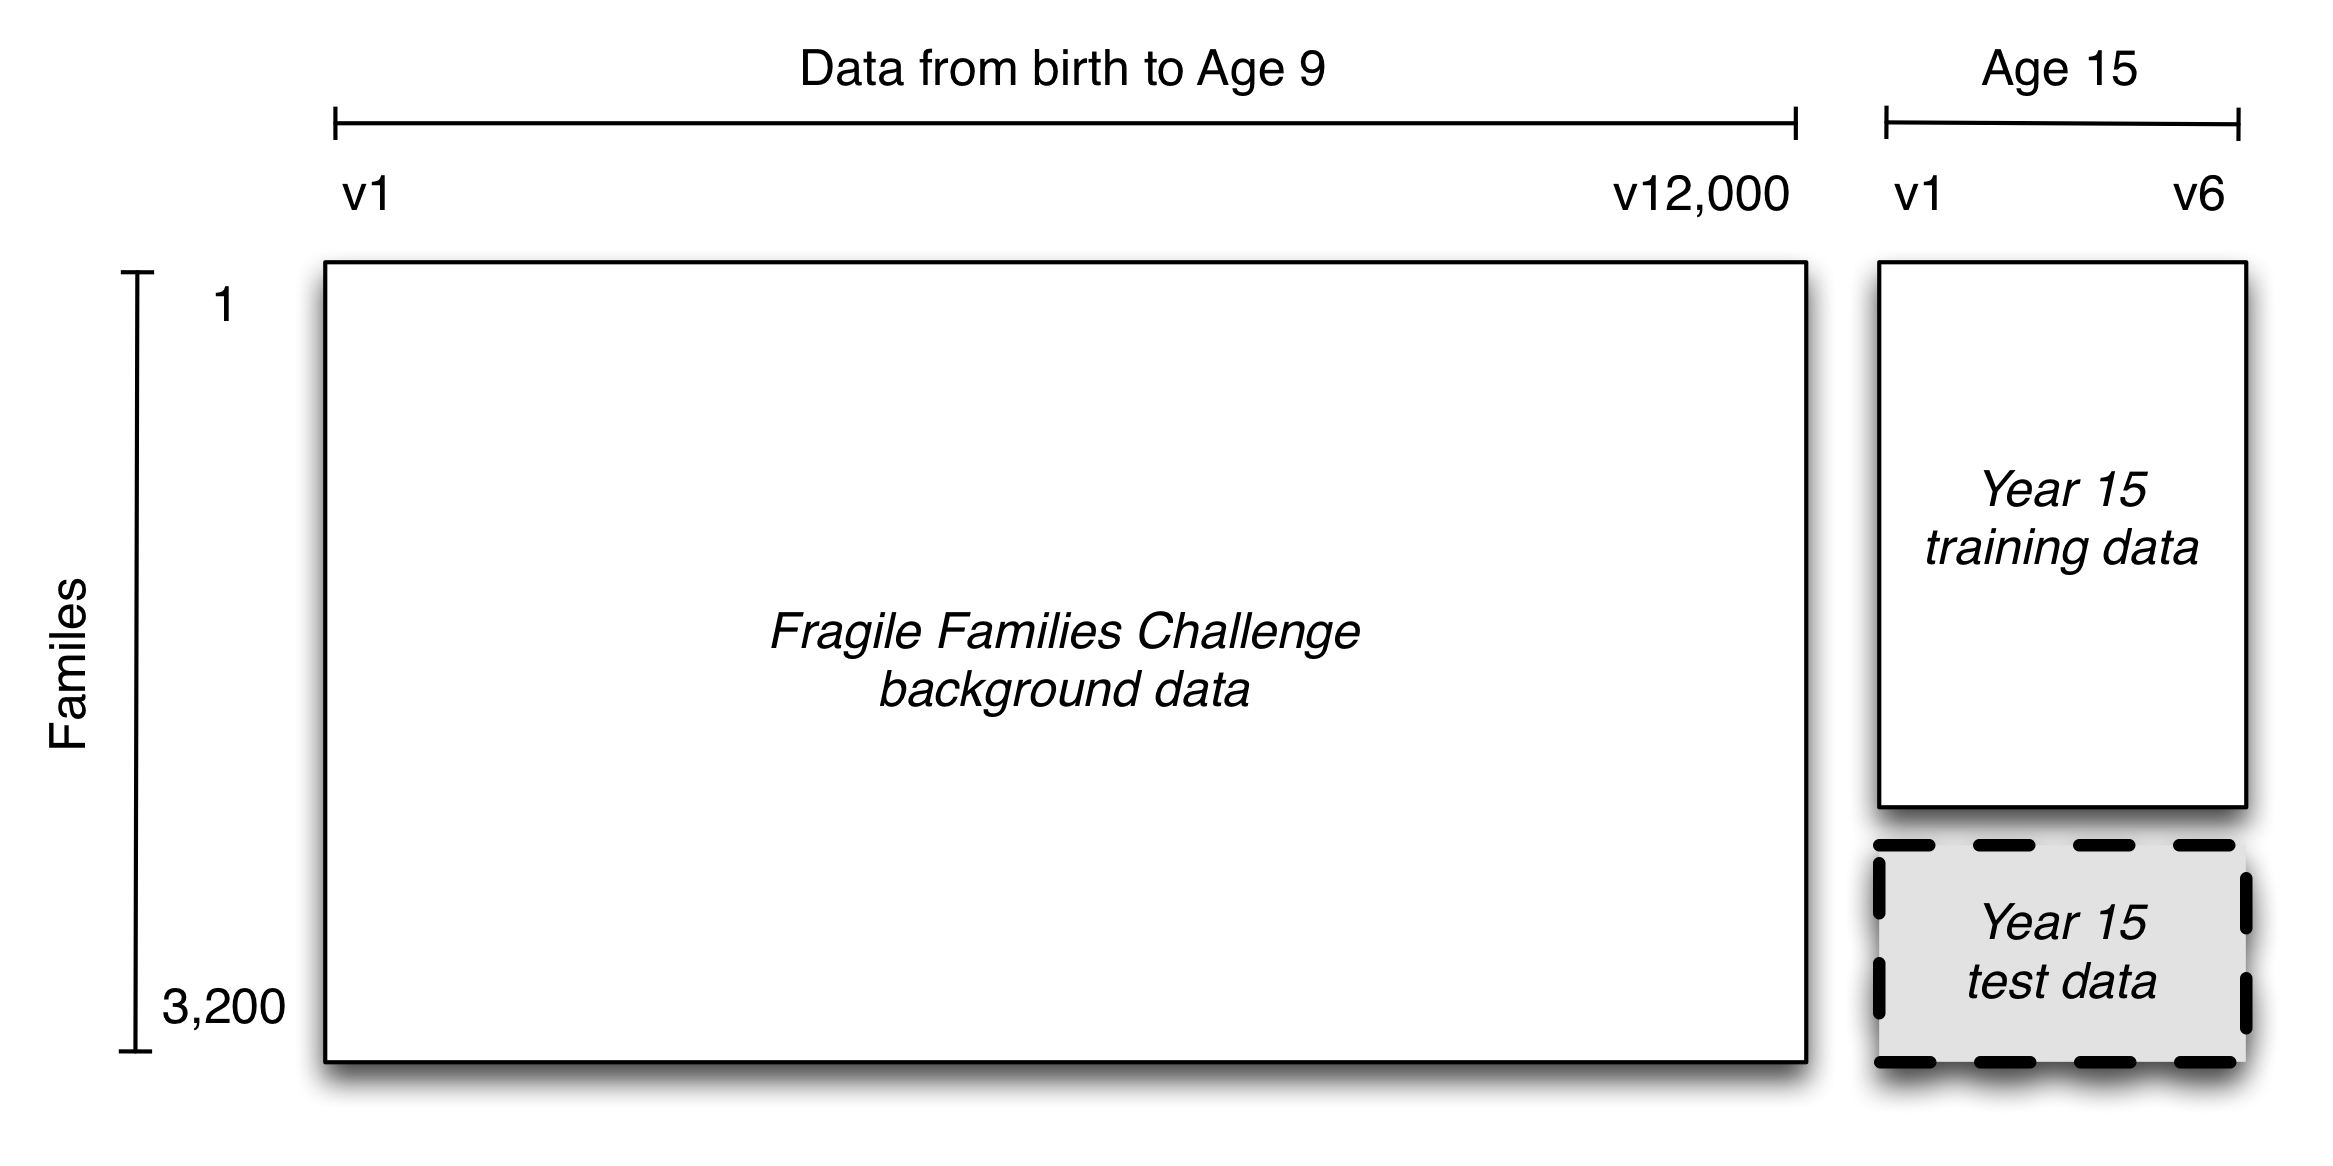 Data from birth to Age 9
Age 15
v1
v12,000
v1
v6
1
Familes
3,200
Fragile Families Challenge
background data
Year 15
training data
Year 15
test data